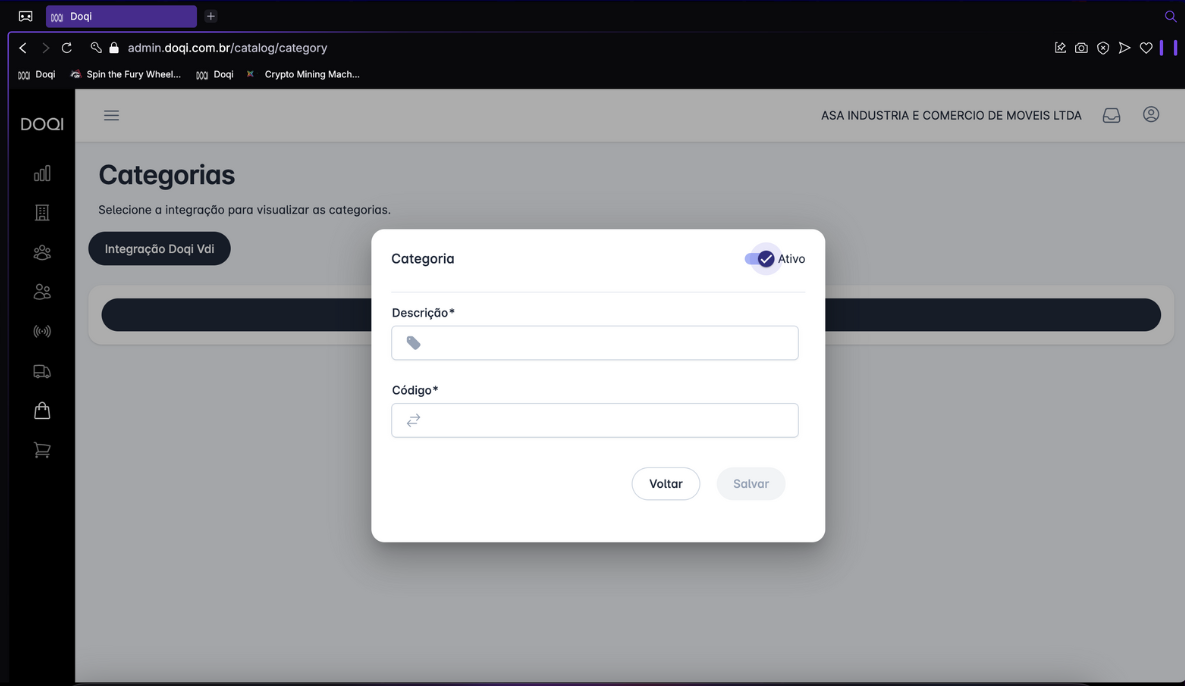 Doqi
admin.doqi.com.br/catalog/category
Doqi Spin the Fury Wheel... Doqi Crypto Mining Mach...
DOQI
ASA INDUSTRIA E COMERCIO DE MOVEIS LTDA
Categorias
Selecione a integração para visualizar as categorias.
Integração Doqi Vdi
Categoria
Ativo
Descrição*
Código*
Voltar
Salvar